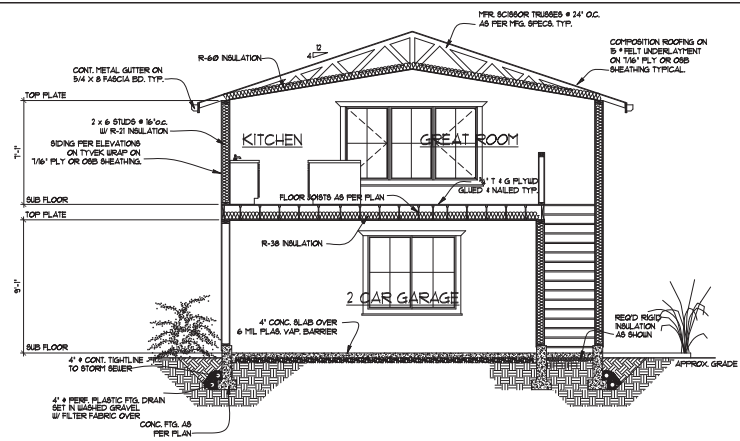 MFR. SCISSOR TRUSSES @ 24" O.C.
AS PER MFG. SPECS. TYP.
12
4
R-60 INSULATION
COMPOSITION ROOFING ON
15 # FELT UNDERLAYMENT
ON 7/16" PLY OR OSB
SHEATHING TYPICAL.
CONT. METAL GUTTER ON
5/4 X 8 FASCIA BD. TYP.
TOP PLATE
2 x 6 STUDS @ 16"o.c.
W/ R-21 INSULATION
SIDING PER ELEVATIONS
ON TYVEK WRAP ON
7/16" PLY OR OSB SHEATHING.
KITCHEN
GREAT ROOM
T & G PLYWD
GLUED & NAILED TYP.
FLOOR JOISTS AS PER PLAN
SUB FLOOR
TOP PLATE
R-38 INSULATION
2 CAR GARAGE
4" CONC. SLAB OVER
6 MIL PLAS. VAP. BARRIER
REQ'D RIGID
INSULATION
AS SHOWN
SUB FLOOR
4" ϕ CONT. TIGHTLINE
TO STORM SEWER
APPROX. GRADE
4" ϕ PERF. PLASTIC FTG. DRAIN
SET IN WASHED GRAVEL
W/ FILTER FABRIC OVER
CONC. FTG. AS
PER PLAN